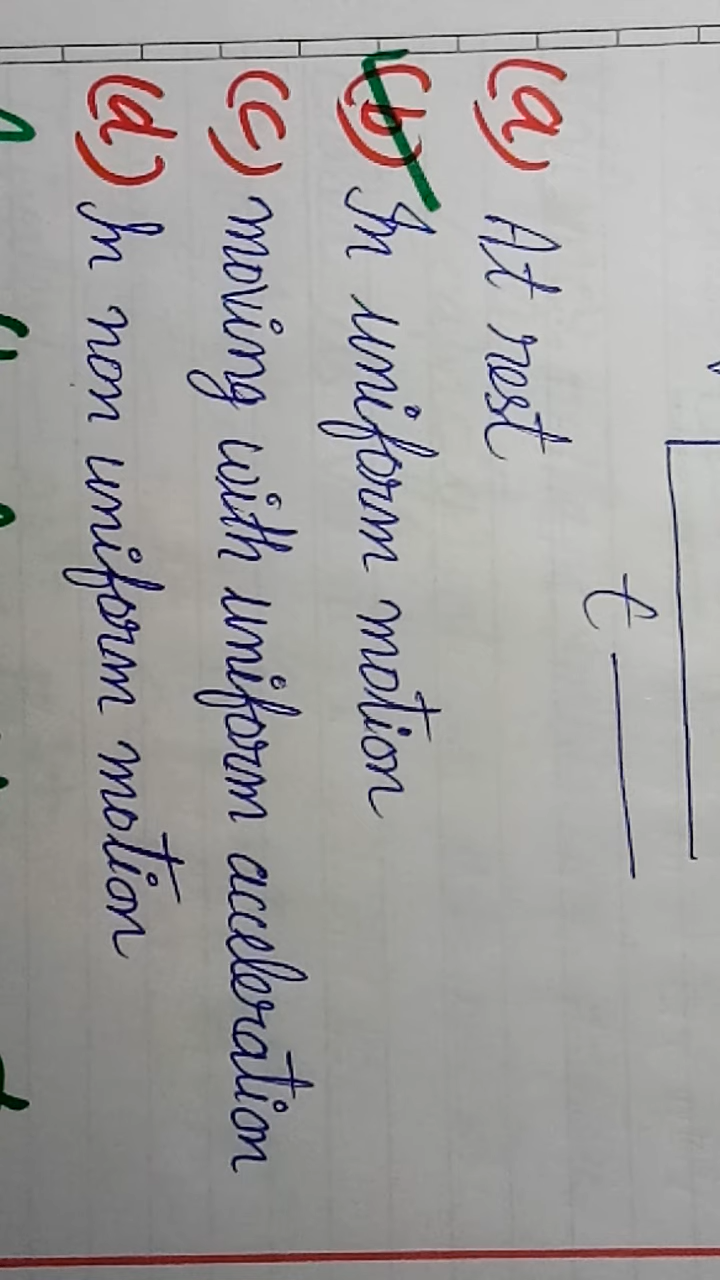 t
(a) At rest
(b) In uniform motion
(c) moving with uniform acceleration
(d) In non uniform motion